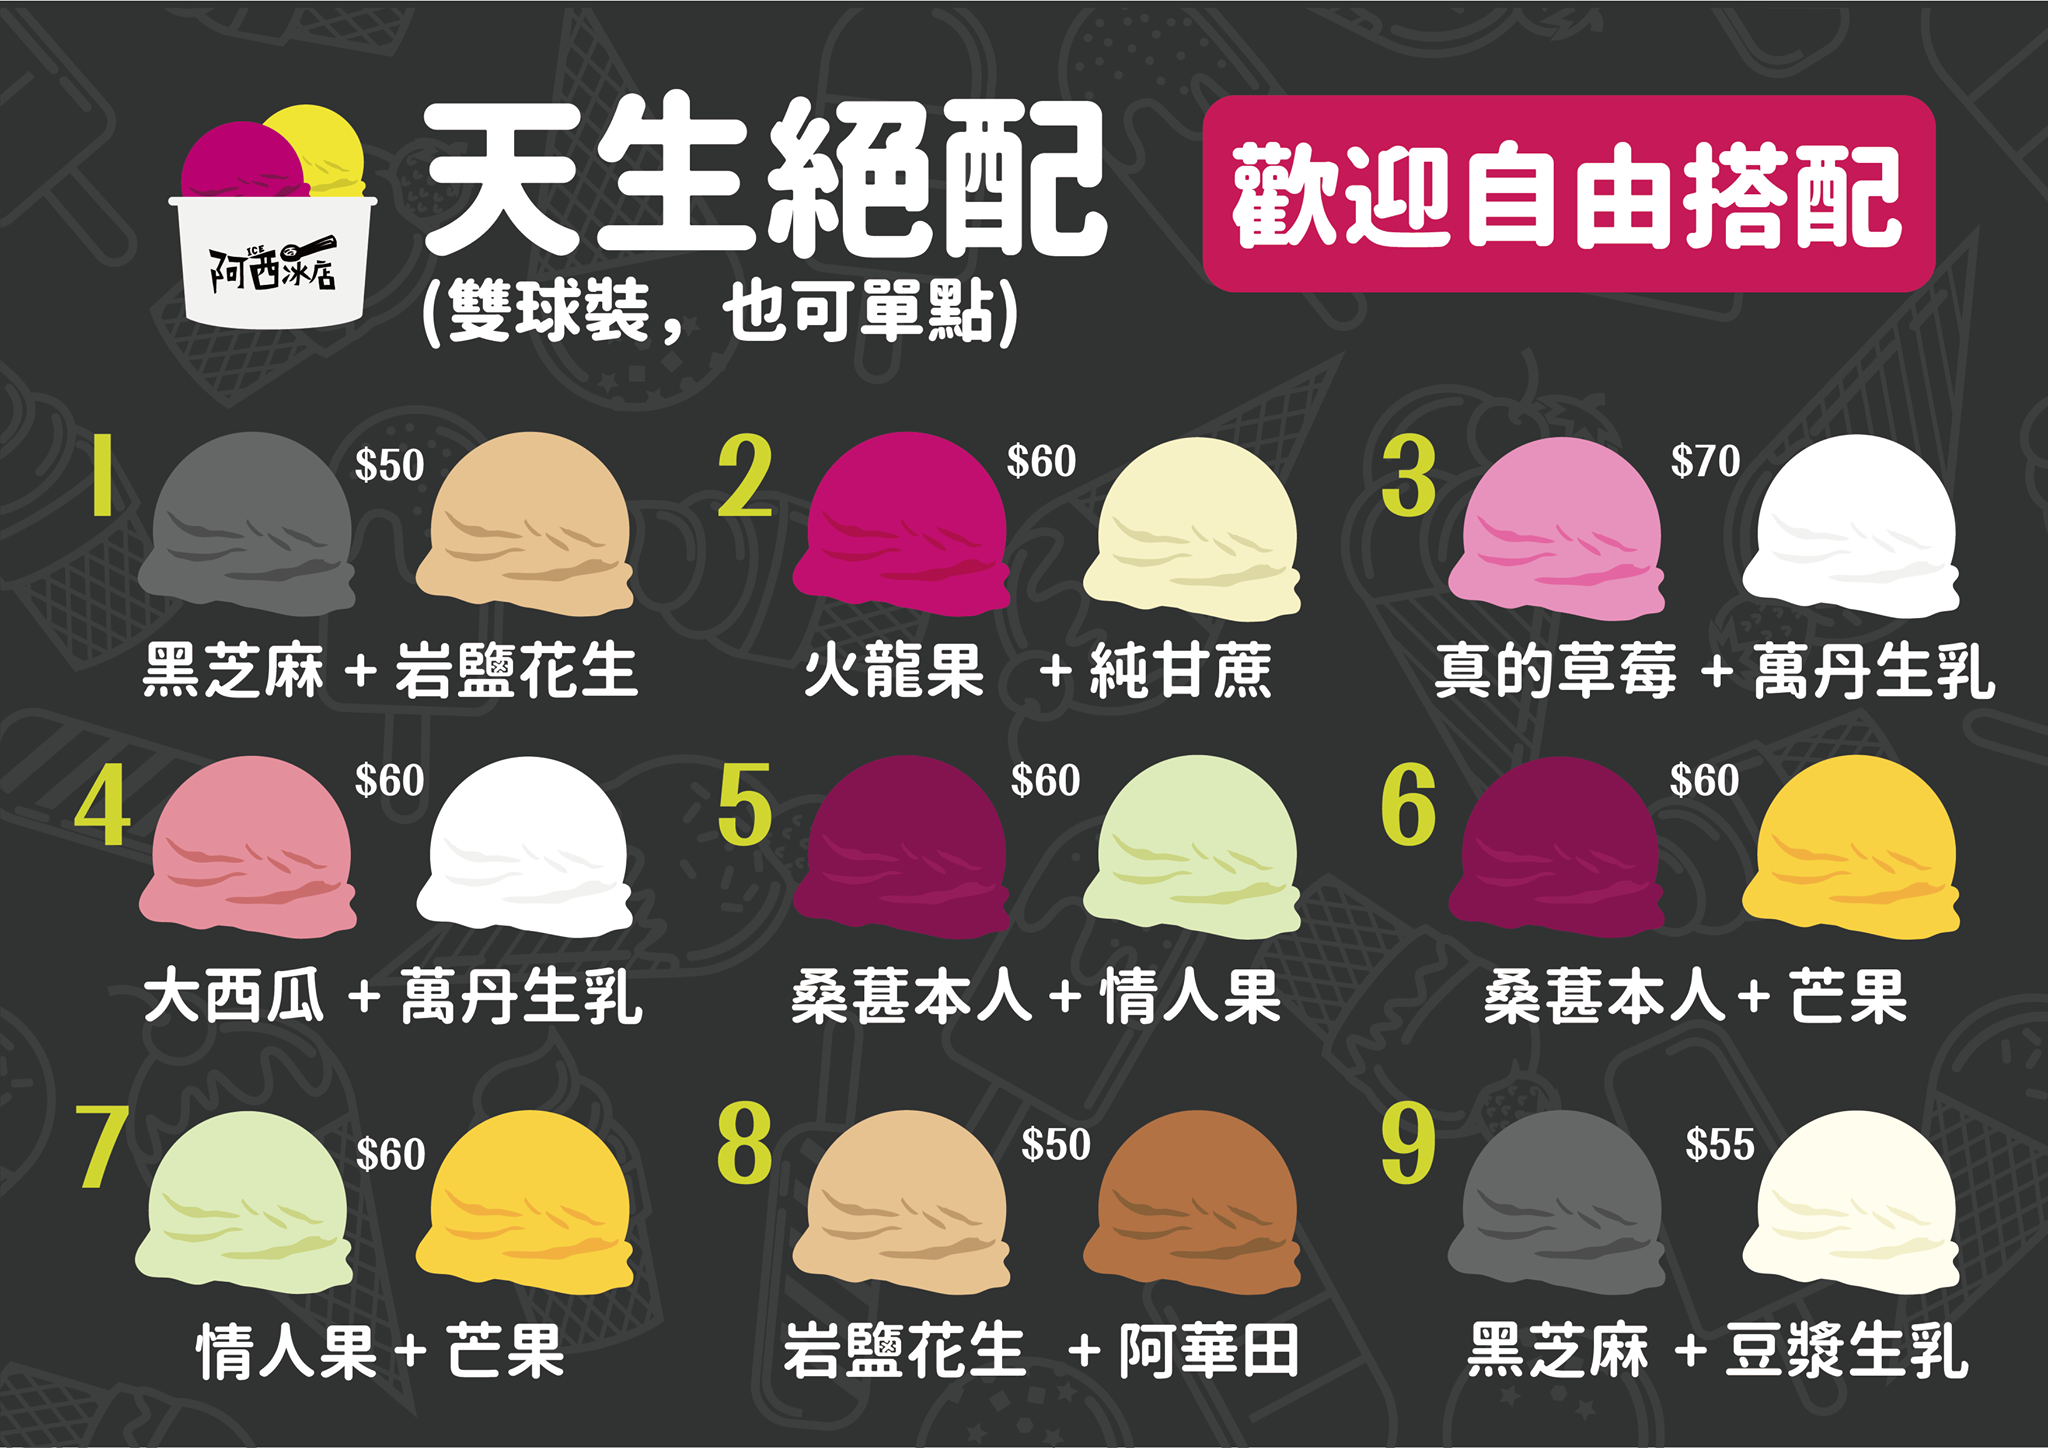 天生絕配
(雙球裝，也可單點)
歡迎自由搭配
ICE
阿西冰店
1
$50
黑芝麻 + 岩鹽花生
2
$60
火龍果 + 純甘蔗
3
$70
真的草莓 + 萬丹生乳
4
$60
大西瓜 + 萬丹生乳
5
$60
桑葚本人 + 情人果
6
$60
桑葚本人 + 芒果
7
$60
情人果 + 芒果
8
$50
岩鹽花生 + 阿華田
9
$55
黑芝麻 + 豆漿生乳